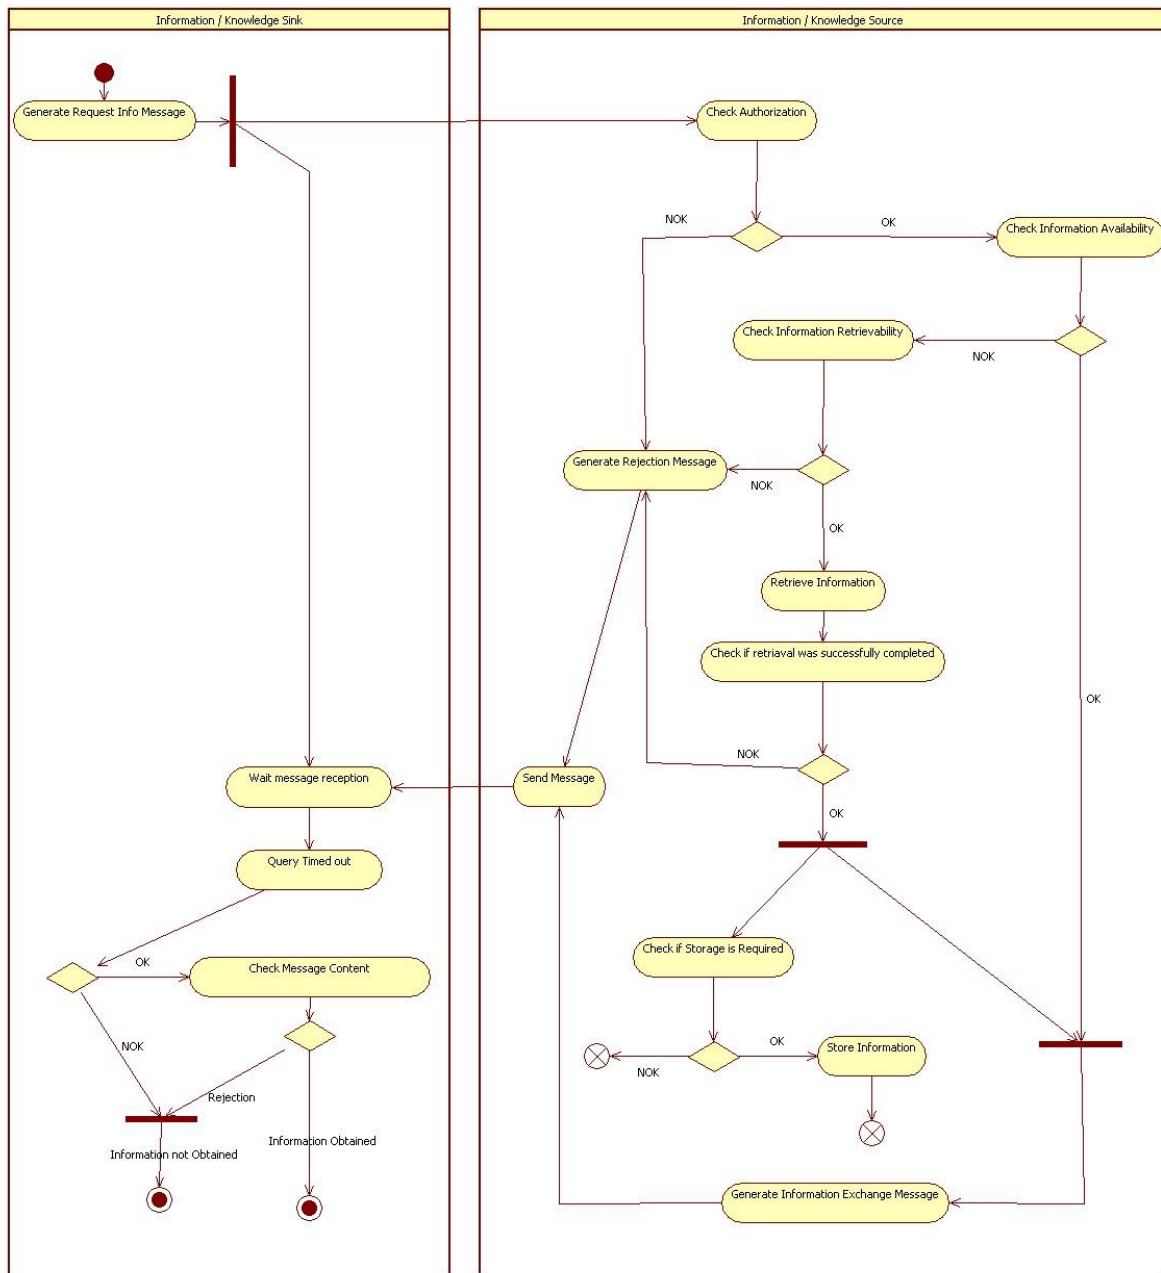 Information / Knowledge Sink
Information / Knowledge Source
Generate Request Info Message
Check Authorization
NOK
OK
Check Information Availability
Check Information Retrievability
NOK
Generate Rejection Message
NOK
OK
Retrieve Information
Check if retriaval was successfully completed
OK
NOK
Wait message reception
Send Message
OK
Query Timed out
Check if Storage is Required
OK
Check Message Content
NOK
OK
Store Information
NOK
Rejection
Information Obtained
Information not Obtained
Generate Information Exchange Message